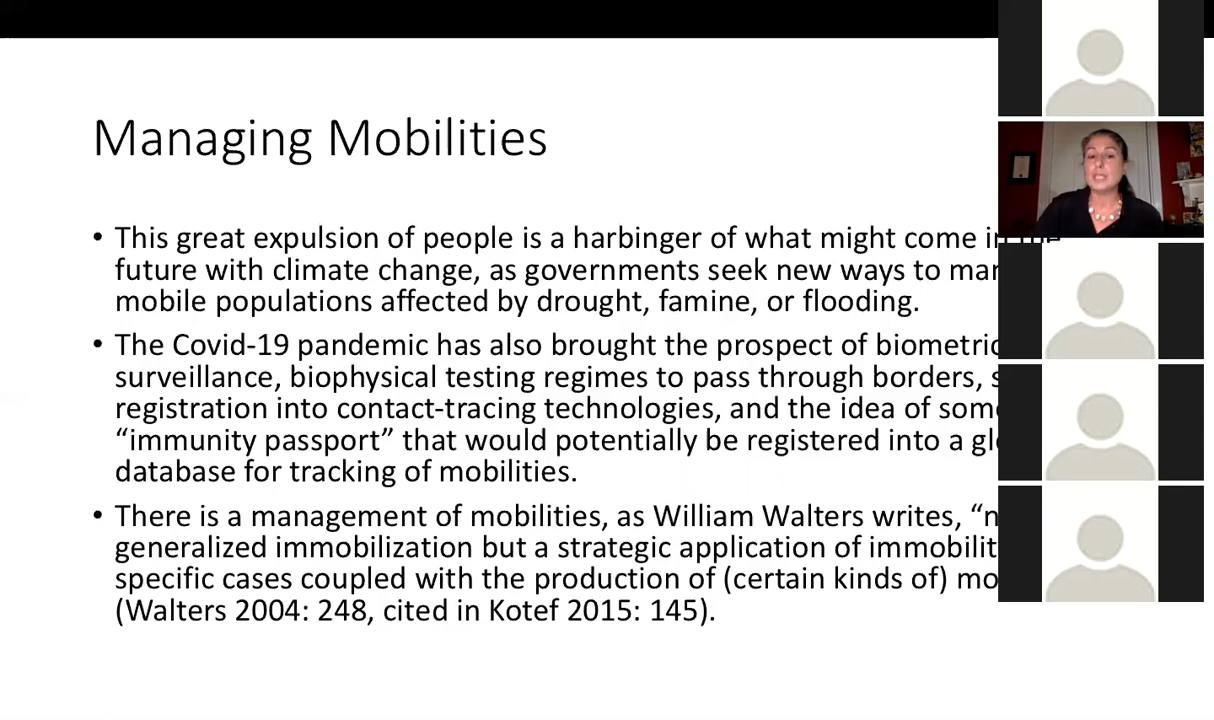 Managing Mobilities
• This great expulsion of people is a harbinger of what might come in the
future with climate change, as governments seek new ways to
mobile populations affected by drought, famine, or flooding.
• The Covid-19 pandemic has also brought the prospect of biometric
surveillance, biophysical testing regimes to pass through borders,
registration into contact-tracing technologies, and the idea of
“immunity passport” that would potentially be registered into a
database for tracking of mobilities.
• There is a management of mobilities, as William Walters writes,
generalized immobilization but a strategic application of
specific cases coupled with the production of (certain kinds of)
(Walters 2004: 248, cited in Kotef 2015: 145).